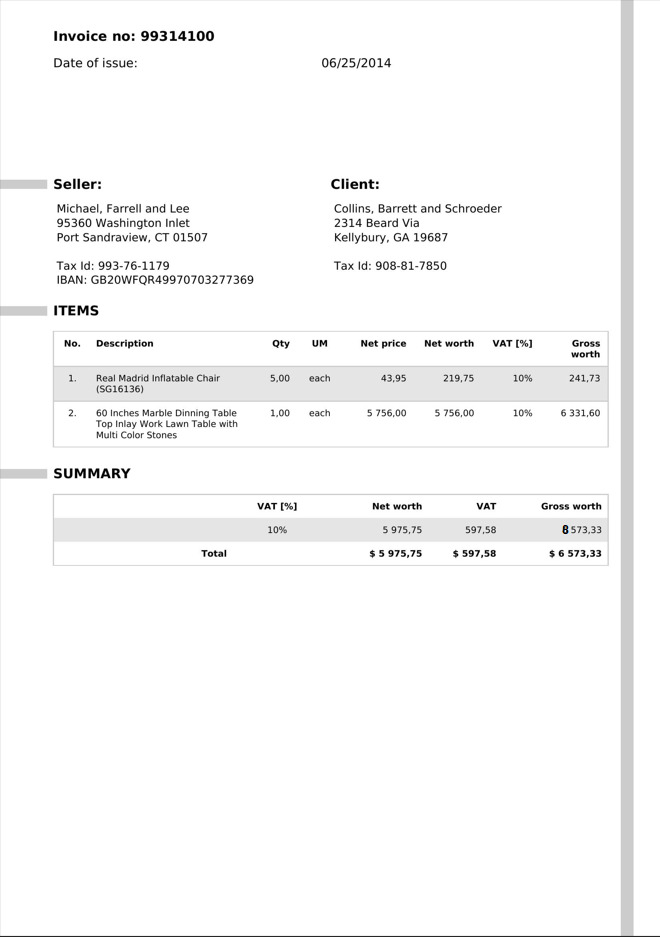 Invoice no: 99314100
Date of issue: 06/25/2014
Seller: Client:
Michael, Farrell and Lee Collins, Barrett and Schroeder
95360 Washington Inlet 2314 Beard Via
Port Sandraview, CT 01507 Kellybury, GA 19687
Tax Id: 993-76-1179 Tax Id: 908-81-7850
IBAN: GB20WFQR49970703277369
ITEMS
No. Description Qty UM Net price Net worth VAT [%] Gross
worth
1. Real Madrid Inflatable Chair 5,00 each 43,95 219,75 10% 241,73
(SG16136)
2. 60 Inches Marble Dinning Table 1,00 each 5 756,00 5 756,00 10% 6 331,60
Top Inlay Work Lawn Table with
Multi Color Stones
SUMMARY
VAT [%] Net worth VAT Gross worth
10% 5 975,75 597,58 573,33
Total $ 5 975,75 $ 597,58 $ 6 573,33